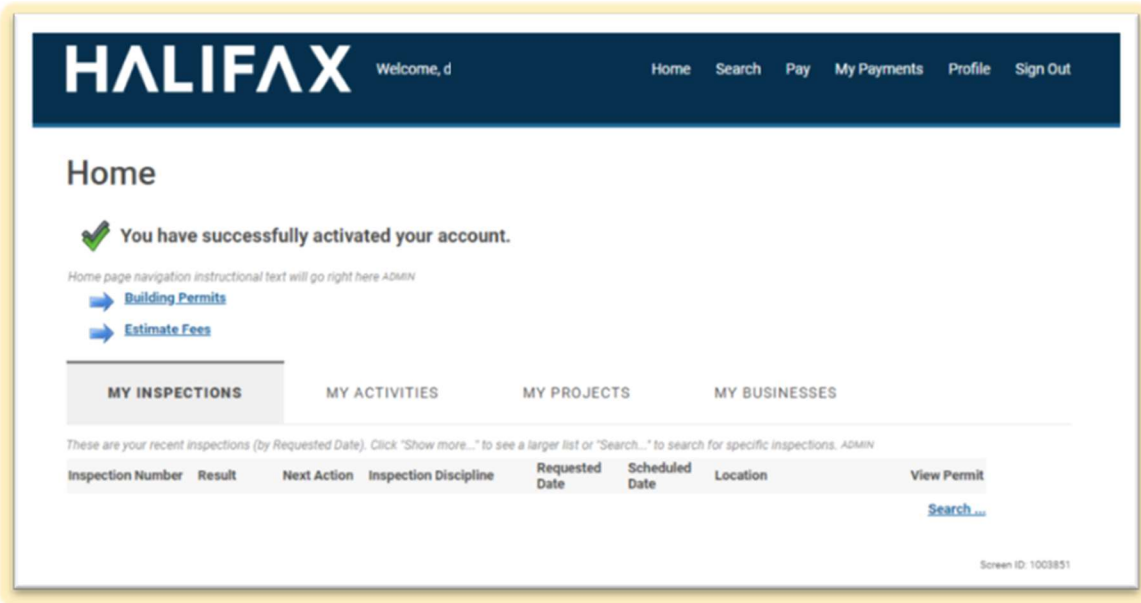 HALIFAX
Welcome, d
Home Search Pay My Payments Profile Sign Out
Home
You have successfully activated your account.
Home page navigation instructional text will go right here ADMIN
Building Permits
Estimate Fees
MY INSPECTIONS MY ACTIVITIES MY PROJECTS MY BUSINESSES
These are your recent inspections (by Requested Date). Click "Show more..." to see a larger list or "Search..." to search for specific inspections. ADMIN
Inspection Number Result Next Action Inspection Discipline Requested Date Scheduled Date Location View Permit
Search ...
Screen ID: 1003851